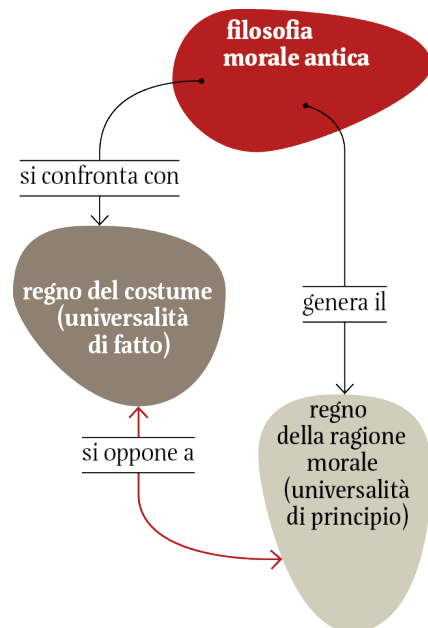 filosofia
morale antica
si confronta con
regno del costume
(universalità
di fatto)
genera il
si oppone a
regno
della ragione
morale
(universalità
di principio)